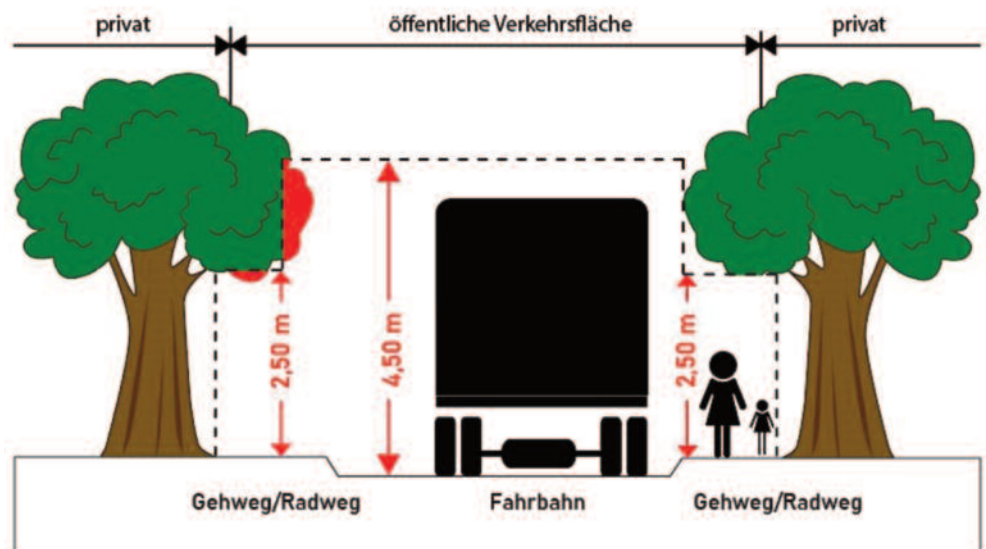 privat
öffentliche Verkehrsfläche
privat
2,50 m
4,50 m
2,50 m
Gehweg/Radweg
Fahrbahn
Gehweg/Radweg